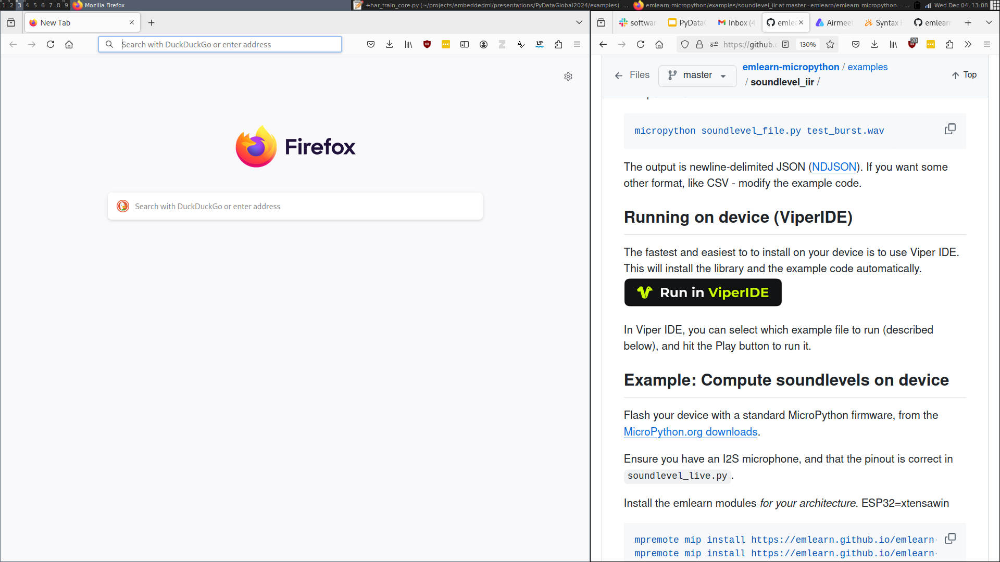 1 2 3 4 5 6 7 8 9 Mozilla Firefox
+har_train_core.py (~/projects/embeddedml/presentations/PyDataGlobal2024/examples) -...
emlearn-micropython/examples/soundlevel_iir at master · emlearn/emlearn-micropython —...
Wed Dec 04, 13:08
New Tab
Search with DuckDuckGo or enter address
Firefox
Search with DuckDuckGo or enter address
softwar
PyData
Inbox (4
emlea
Airmeet
Syntax
emlearn
https://github.c
130%
20
Files
master
emlearn-micropython / examples
/ soundlevel_iir /
Top
micropython soundlevel_file.py test_burst.wav
The output is newline-delimited JSON (NDJSON). If you want some
other format, like CSV - modify the example code.
Running on device (ViperIDE)
The fastest and easiest to to install on your device is to use Viper IDE.
This will install the library and the example code automatically.
Run in ViperIDE
In Viper IDE, you can select which example file to run (described
below), and hit the Play button to run it.
Example: Compute soundlevels on device
Flash your device with a standard MicroPython firmware, from the
MicroPython.org downloads.
Ensure you have an I2S microphone, and that the pinout is correct in
soundlevel_live.py.
Install the emlearn modules for your architecture. ESP32=xtensawin
mpremote mip install https://emlearn.github.io/emlearn-
mpremote mip install https://emlearn.github.io/emlearn-